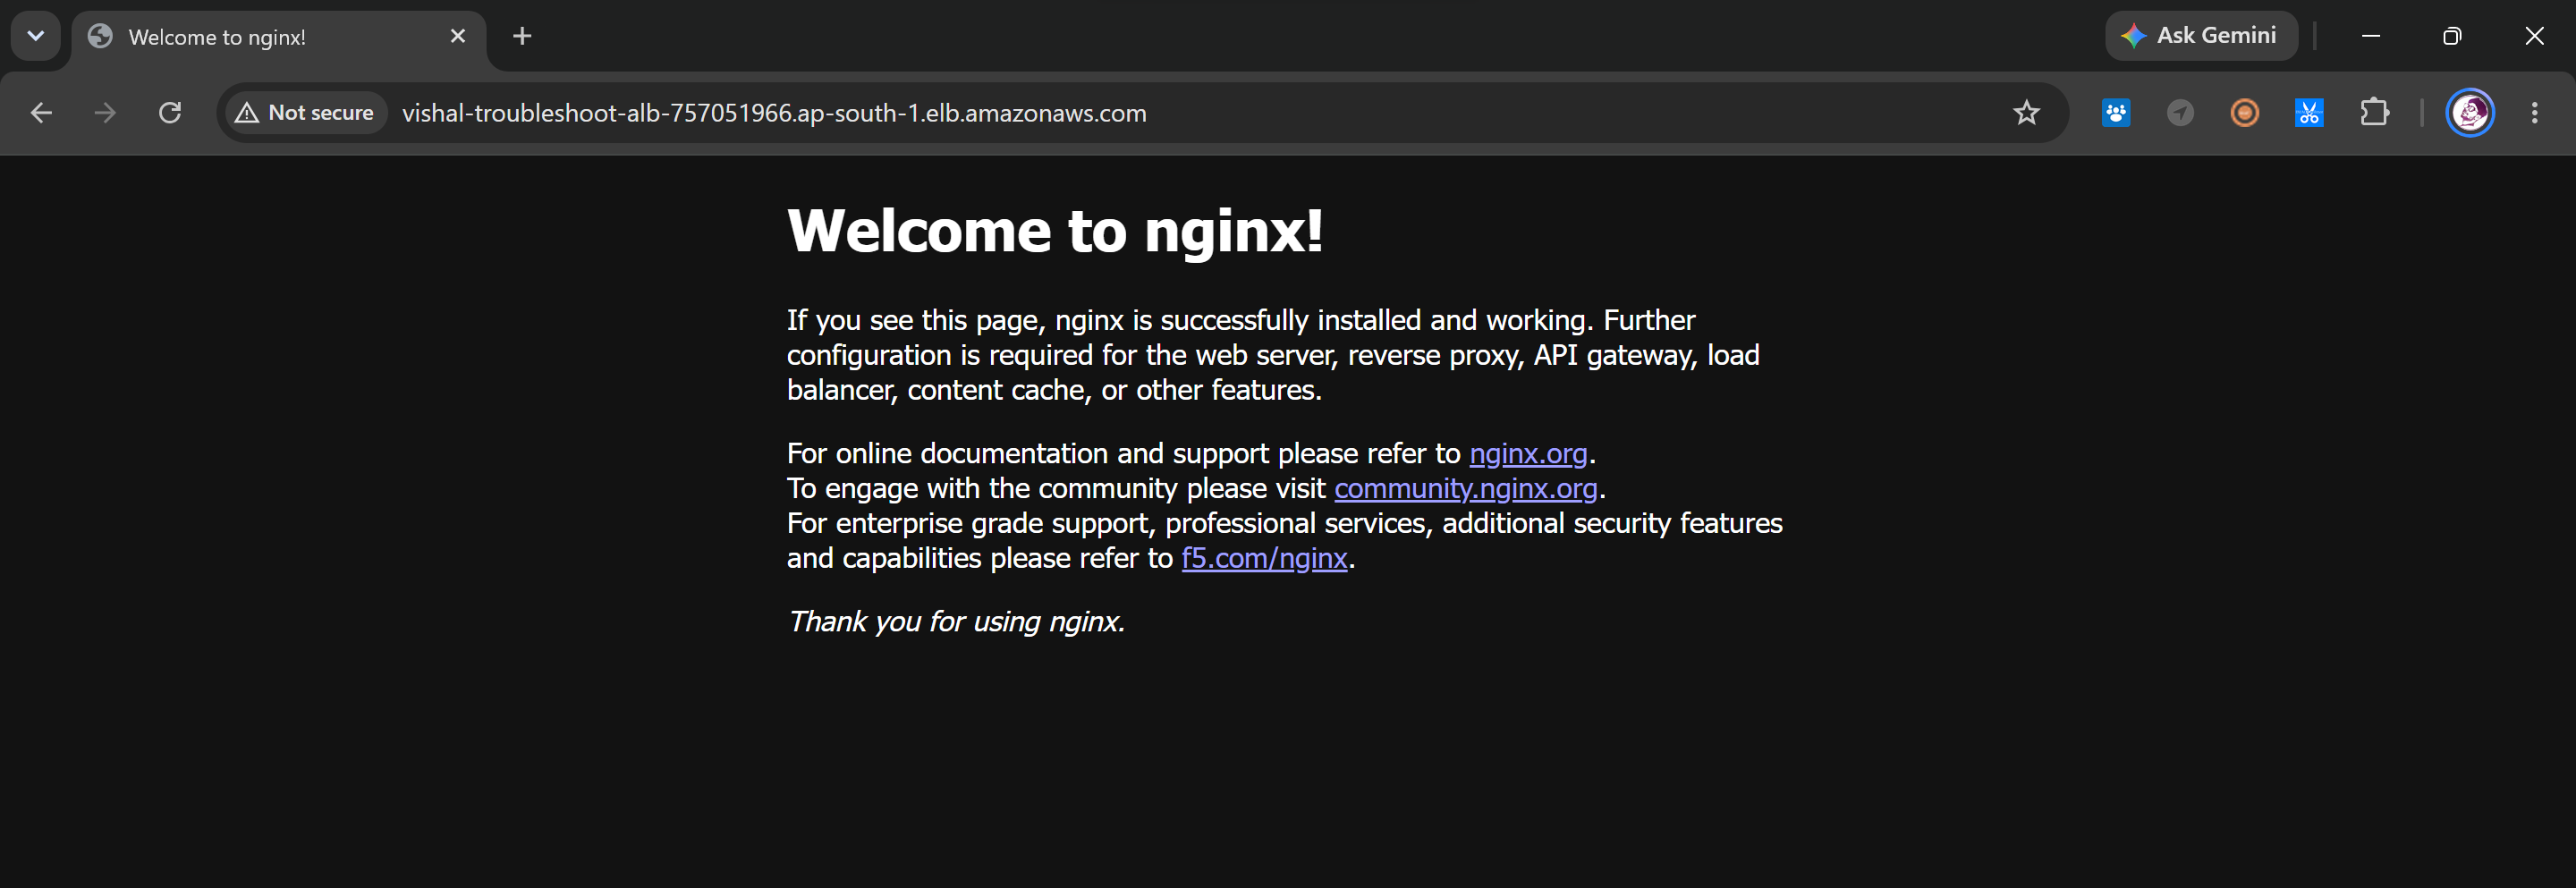 Welcome to nginx!
Ask Gemini
Not secure
vishal-troubleshoot-alb-757051966.ap-south-1.elb.amazonaws.com
Welcome to nginx!
If you see this page, nginx is successfully installed and working. Further
configuration is required for the web server, reverse proxy, API gateway, load
balancer, content cache, or other features.
For online documentation and support please refer to nginx.org.
To engage with the community please visit community.nginx.org.
For enterprise grade support, professional services, additional security features
and capabilities please refer to f5.com/nginx.
Thank you for using nginx.